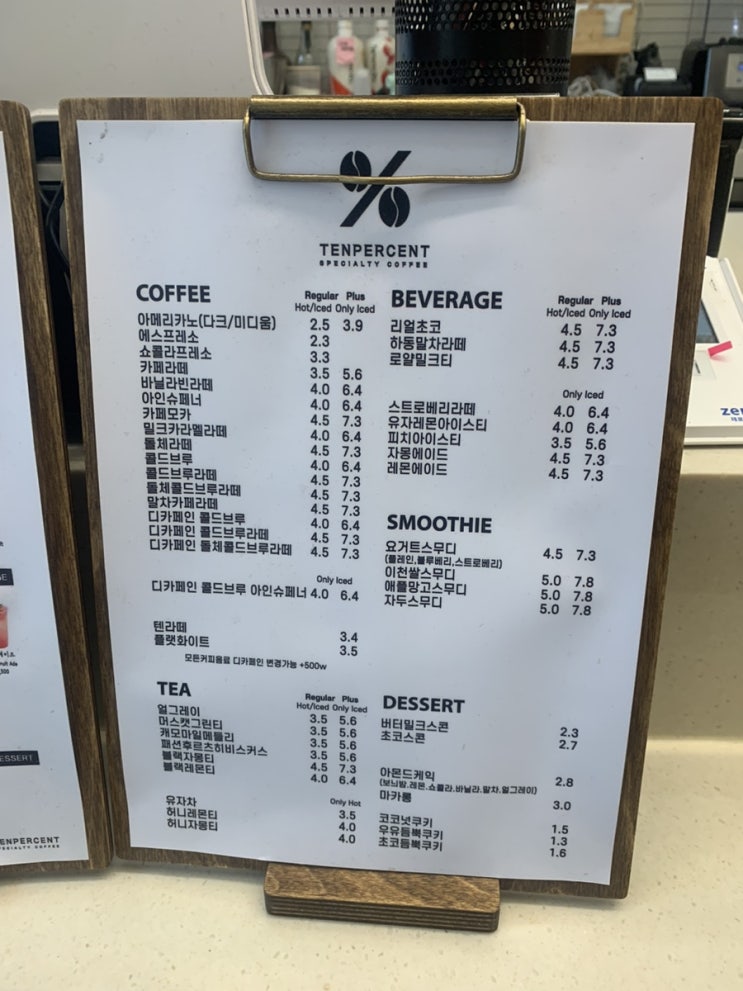 TENPERCENT
SPECIALTY COFFEE
COFFEE
Regular Plus
Hot/Iced Only Iced
아메리카노(다크/미디움) 2.5 3.9
에스프레소 2.3
쇼콜라프레소 3.3
카페라떼 3.5 5.6
바닐라빈라떼 4.0 6.4
아인슈페너 4.0 6.4
카페모카 4.5 7.3
밀크카라멜라떼 4.0 6.4
돌체라떼 4.5 7.3
콜드브루 4.0 6.4
콜드브루라떼 4.5 7.3
돌체콜드브루라떼 4.5 7.3
말차카페라떼 4.5 7.3
디카페인 콜드브루 4.0 6.4
디카페인 콜드브루라떼 4.5 7.3
디카페인 돌체콜드브루라떼 4.5 7.3
Only Iced
디카페인 콜드브루 아인슈페너 4.0 6.4
텐라떼 3.4
플랫화이트 3.5
모든커피음료 디카페인 변경가능 +500w
TEA
Regular Plus
Hot/Iced Only Iced
얼그레이 3.5 5.6
머스캣그린티 3.5 5.6
캐모마일메들리 3.5 5.6
패션후르츠히비스커스 3.5 5.6
블랙자몽티 4.5 7.3
블랙레몬티 4.0 6.4
Only Hot
유자차 3.5
허니레몬티 4.0
허니자몽티 4.0
BEVERAGE
Regular Plus
Hot/Iced Only Iced
리얼초코 4.5 7.3
하동말차라떼 4.5 7.3
로얄밀크티 4.5 7.3
Only Iced
스트로베리라떼 4.0 6.4
유자레몬아이스티 4.0 6.4
피치아이스티 3.5 5.6
자몽에이드 4.5 7.3
레몬에이드 4.5 7.3
SMOOTHIE
요거트스무디 4.5 7.3
(플레인,블루베리,스트로베리)
이천쌀스무디 5.0 7.8
애플망고스무디 5.0 7.8
자두스무디 5.0 7.8
DESSERT
버터밀크스콘 2.3
초코스콘 2.7
아몬드케익 2.8
(보늬밤,레몬,쇼콜라,바닐라,말차,얼그레이)
마카롱 3.0
코코넛쿠키 1.5
우유듬뿍쿠키 1.3
초코듬뿍쿠키 1.6
DESSERT
ENPERCENT